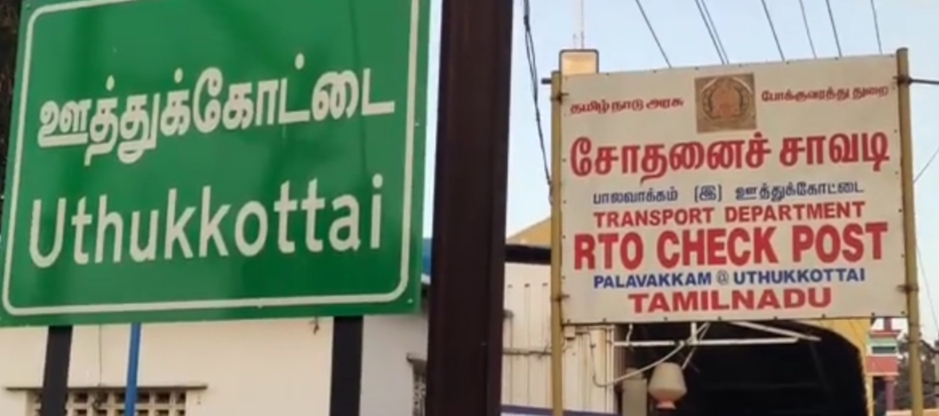 ஊத்துக்கோட்டை
Uthukkottai
தமிழ் நாடு அரசு போக்குவரத்து துறை
சோதனைச் சாவடி
பாலவாக்கம் (இ) ஊத்துக்கோட்டை
TRANSPORT DEPARTMENT
RTO CHECK POST
PALAVAKKAM @ UTHUKKOTTAI
TAMILNADU